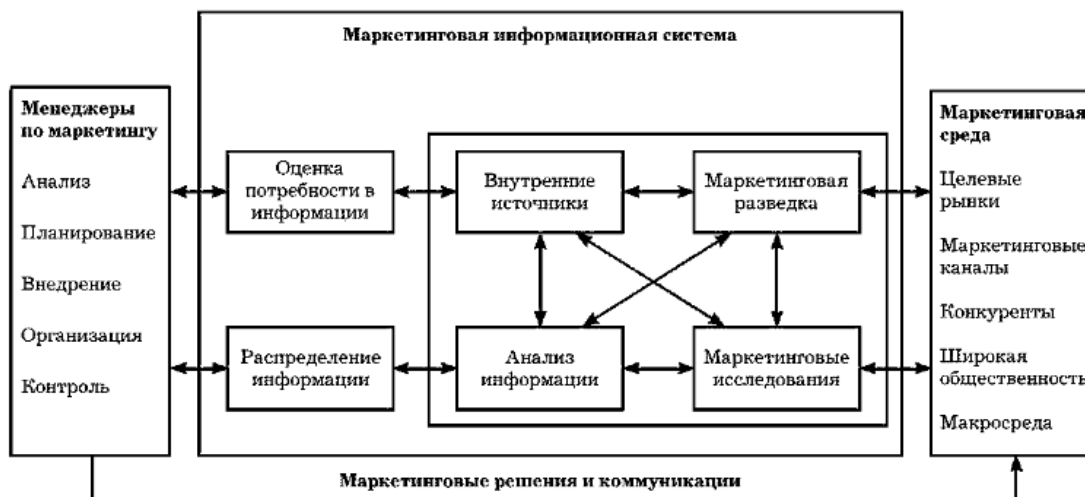 Маркетинговая информационная система
Менеджеры
по маркетингу
Анализ
Планирование
Внедрение
Организация
Контроль
Оценка
потребности в
информации
Внутренние
источники
Маркетинговая
разведка
Распределение
информации
Анализ
информации
Маркетинговые
исследования
Маркетинговая
среда
Целевые
рынки
Маркетинговые
каналы
Конкуренты
Широкая
общественность
Макросреда
Маркетинговые решения и коммуникации